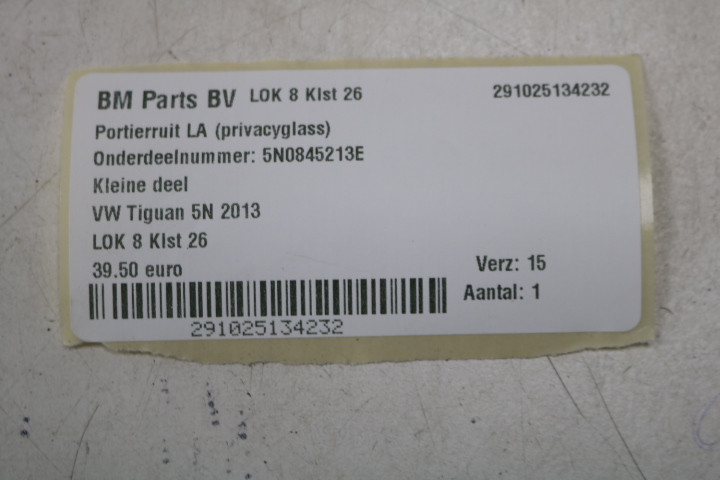 BM Parts BV LOK 8 Klst 26 291025134232
Portierruit LA (privacyglass)
Onderdeelnummer: 5N0845213E
Kleine deel
VW Tiguan 5N 2013
LOK 8 Klst 26
39.50 euro
Verz: 15
Aantal: 1
291025134232